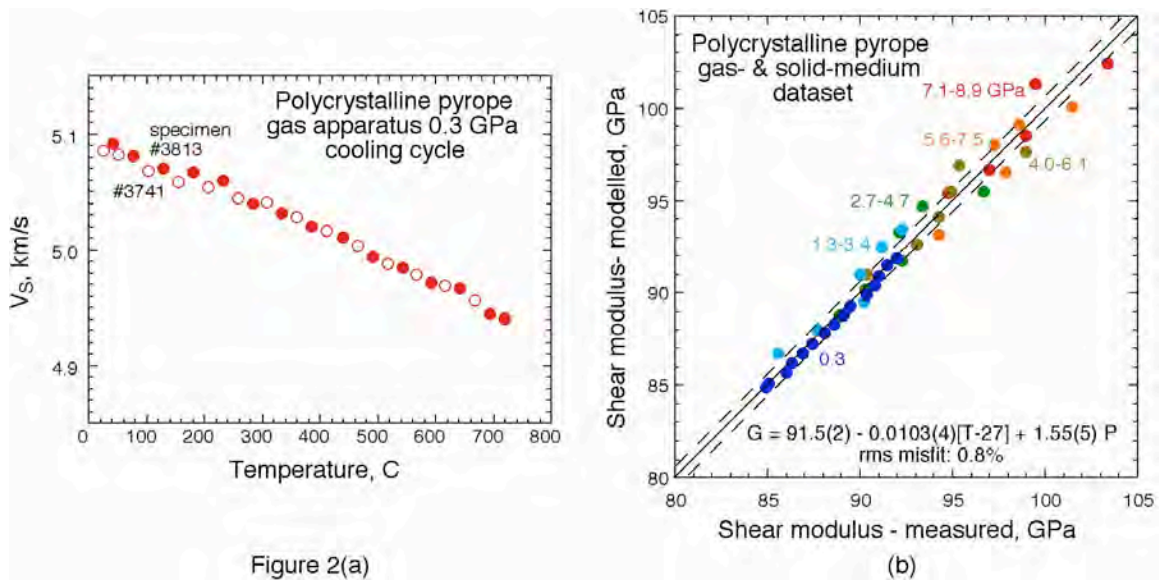 Polycrystalline pyrope
gas apparatus 0.3 GPa
cooling cycle
specimen
#3813
#3741
5.1
5.0
4.9
V_S, km/s
0 100 200 300 400 500 600 700 800
Temperature, C
Figure 2(a)
Polycrystalline pyrope
gas- & solid-medium
dataset
7.1-8.9 GPa
5.6-7.5
4.0-6.1
2.7-4.7
1.3-3.4
0.3
G = 91.5(2) - 0.0103(4)[T-27] + 1.55(5) P
rms misfit: 0.8%
105
100
95
90
85
80
Shear modulus- modelled, GPa
80 85 90 95 100 105
Shear modulus - measured, GPa
(b)